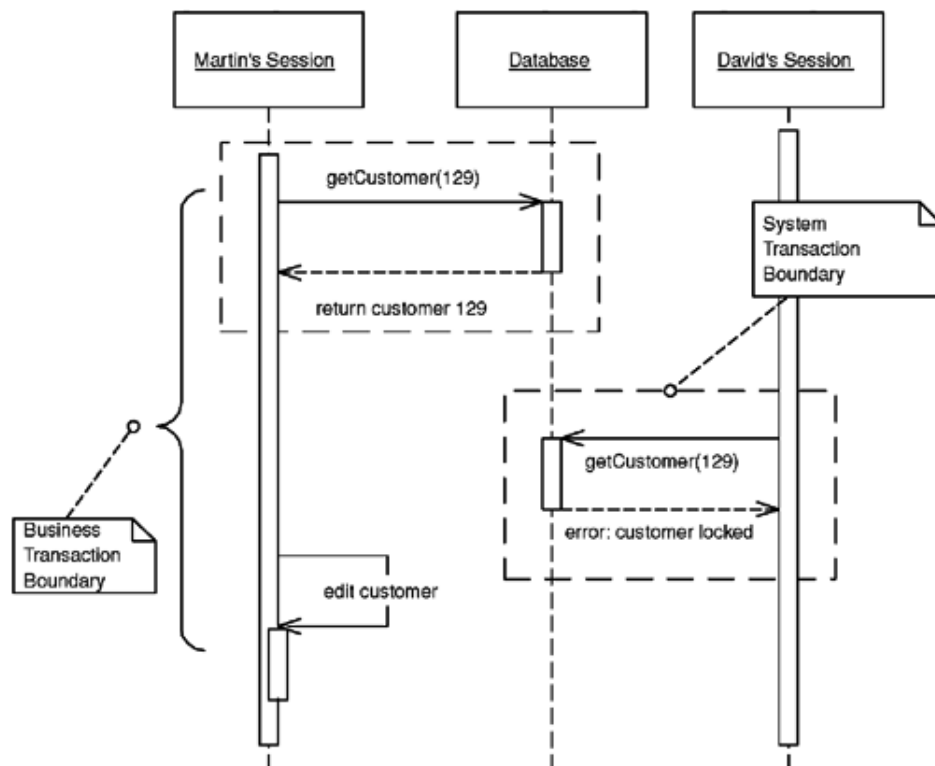 Martin's Session
Database
David's Session
getCustomer(129)
return customer 129
System
Transaction
Boundary
getCustomer(129)
error: customer locked
Business
Transaction
Boundary
edit customer